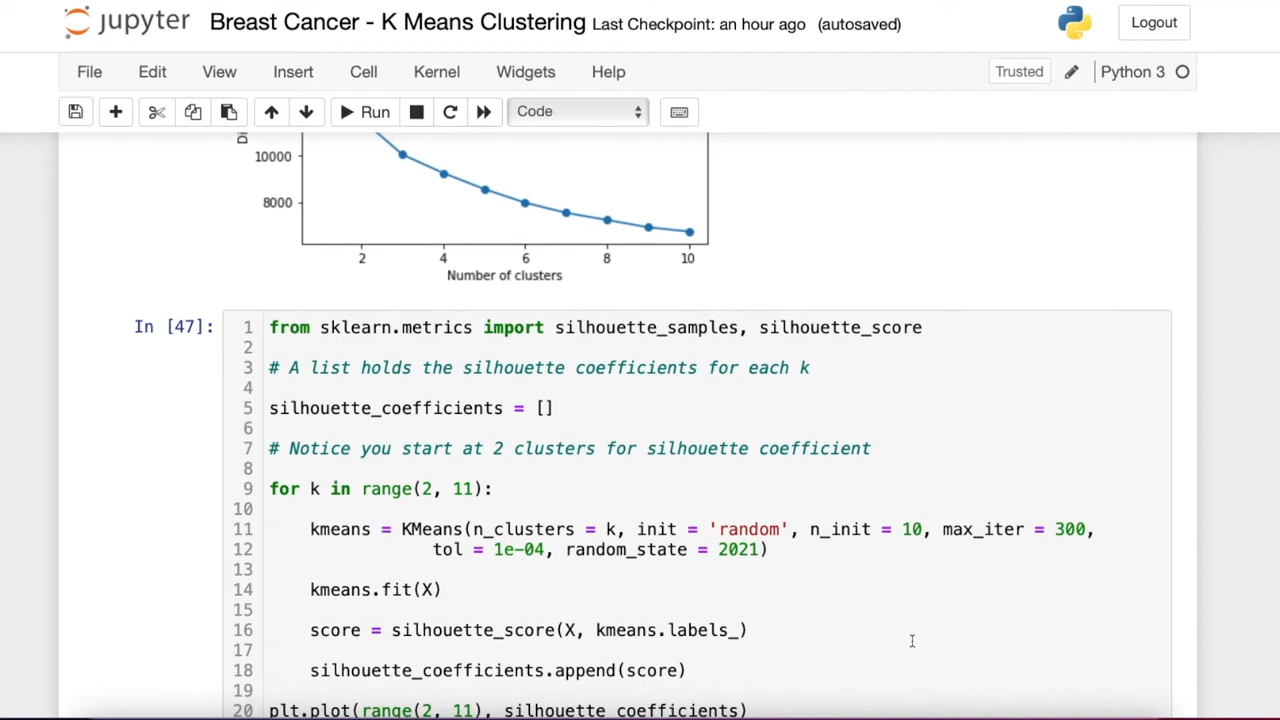 jupyter Breast Cancer - K Means Clustering Last Checkpoint: an hour ago (autosaved) Logout
File Edit View Insert Cell Kernel Widgets Help Trusted Python 3
Run Code
10000
8000
2 4 6 8 10
Number of clusters
In [47]:
1 from sklearn.metrics import silhouette_samples, silhouette_score
2
3 # A list holds the silhouette coefficients for each k
4
5 silhouette_coefficients = []
6
7 # Notice you start at 2 clusters for silhouette coefficient
8
9 for k in range(2, 11):
10
11 kmeans = KMeans(n_clusters = k, init = 'random', n_init = 10, max_iter = 300,
12 tol = 1e-04, random_state = 2021)
13
14 kmeans.fit(X)
15
16 score = silhouette_score(X, kmeans.labels_)
17
18 silhouette_coefficients.append(score)
19
20 plt.plot(range(2, 11), silhouette_coefficients)